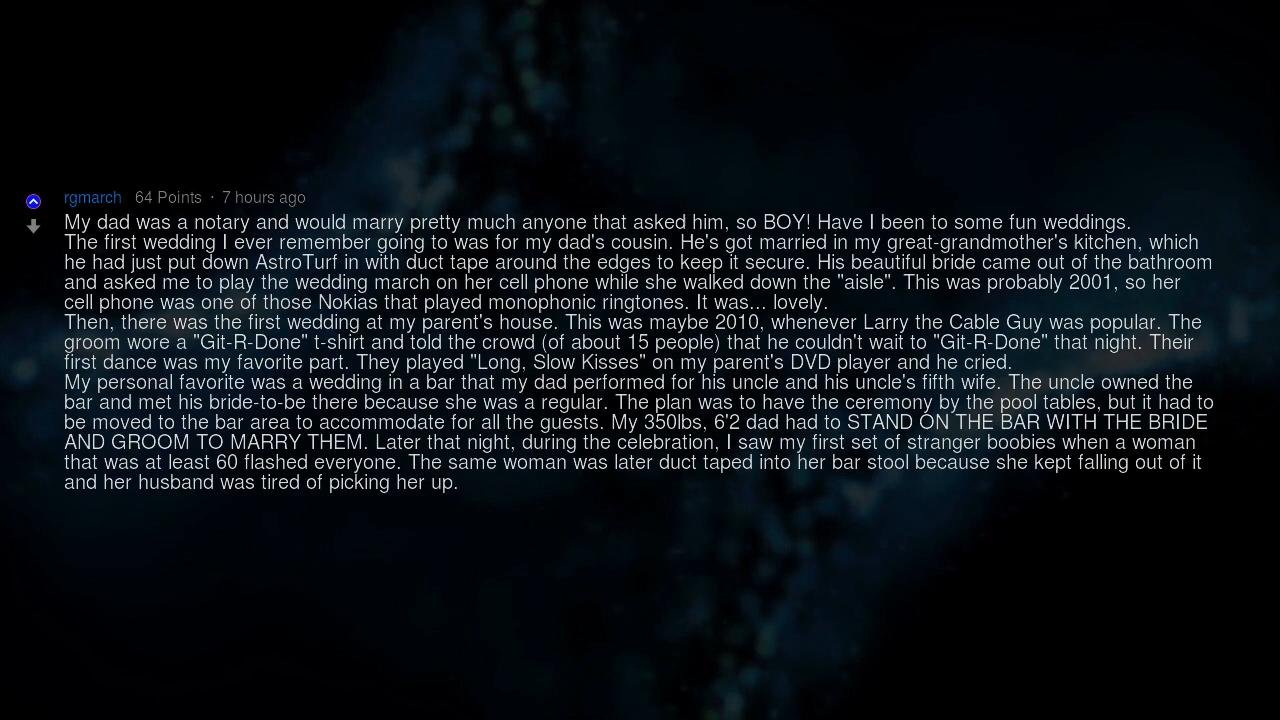 rgmarch 64 Points · 7 hours ago
My dad was a notary and would marry pretty much anyone that asked him, so BOY! Have I been to some fun weddings.
The first wedding I ever remember going to was for my dad's cousin. He's got married in my great-grandmother's kitchen, which
he had just put down AstroTurf in with duct tape around the edges to keep it secure. His beautiful bride came out of the bathroom
and asked me to play the wedding march on her cell phone while she walked down the "aisle". This was probably 2001, so her
cell phone was one of those Nokias that played monophonic ringtones. It was... lovely.
Then, there was the first wedding at my parent's house. This was maybe 2010, whenever Larry the Cable Guy was popular. The
groom wore a "Git-R-Done" t-shirt and told the crowd (of about 15 people) that he couldn't wait to "Git-R-Done" that night. Their
first dance was my favorite part. They played "Long, Slow Kisses" on my parent's DVD player and he cried.
My personal favorite was a wedding in a bar that my dad performed for his uncle and his uncle's fifth wife. The uncle owned the
bar and met his bride-to-be there because she was a regular. The plan was to have the ceremony by the pool tables, but it had to
be moved to the bar area to accommodate for all the guests. My 350lbs, 6'2 dad had to STAND ON THE BAR WITH THE BRIDE
AND GROOM TO MARRY THEM. Later that night, during the celebration, I saw my first set of stranger boobies when a woman
that was at least 60 flashed everyone. The same woman was later duct taped into her bar stool because she kept falling out of it
and her husband was tired of picking her up.